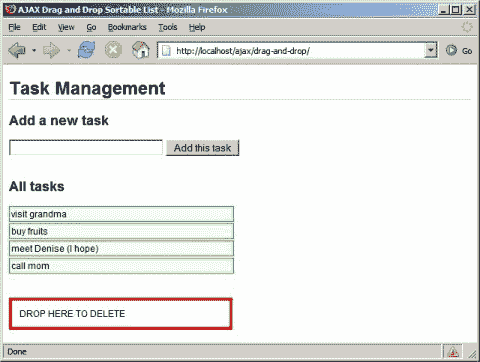 AJAX Drag and Drop Sortable List - Mozilla Firefox
File Edit View Go Bookmarks Tools Help
http://localhost/ajax/drag-and-drop/ Go
Task Management
Add a new task
Add this task
All tasks
visit grandma
buy fruits
meet Denise (I hope)
call mom
DROP HERE TO DELETE
Done